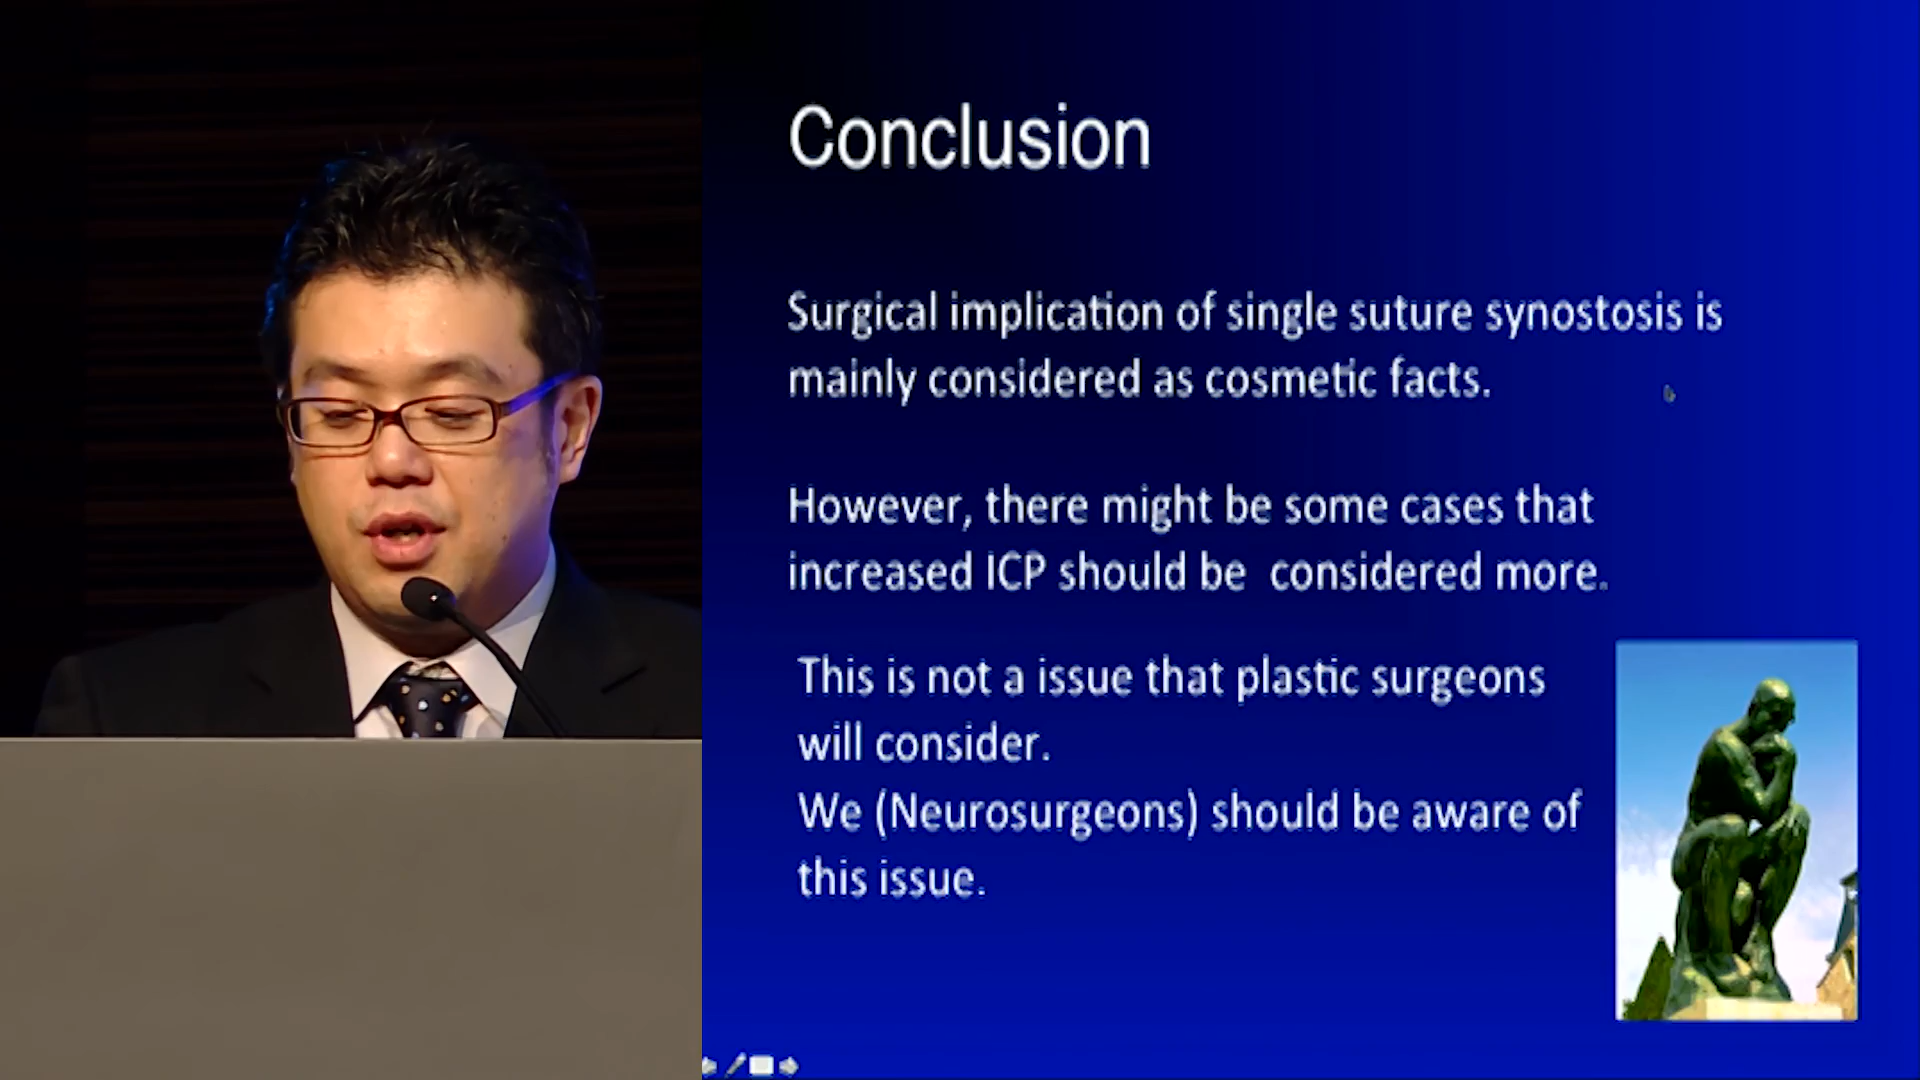 Conclusion
Surgical implication of single suture synostosis is
mainly considered as cosmetic facts.
However, there might be some cases that
increased ICP should be considered more.
This is not a issue that plastic surgeons
will consider.
We (Neurosurgeons) should be aware of
this issue.